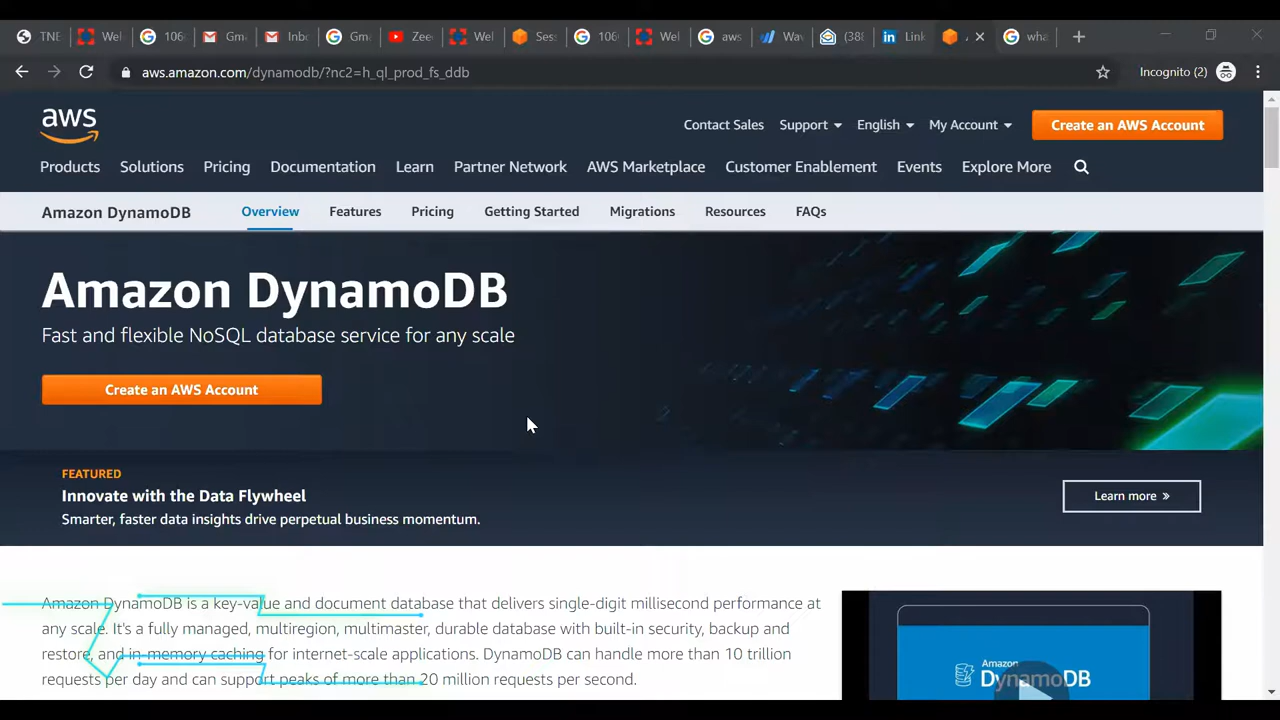 TNE
Wel
106
Gma
Inbo
Gm
Zee
Wel
Ses
106
Wel
aws
Wav
(38
Link
wha
aws.amazon.com/dynamodb/?nc2=h_ql_prod_fs_ddb
Incognito (2)
aws
Contact Sales Support English My Account Create an AWS Account
Products Solutions Pricing Documentation Learn Partner Network AWS Marketplace Customer Enablement Events Explore More
Amazon DynamoDB Overview Features Pricing Getting Started Migrations Resources FAQs
Amazon DynamoDB
Fast and flexible NoSQL database service for any scale
Create an AWS Account
FEATURED
Innovate with the Data Flywheel
Smarter, faster data insights drive perpetual business momentum.
Learn more »
Amazon DynamoDB is a key-value and document database that delivers single-digit millisecond performance at
any scale. It's a fully managed, multiregion, multimaster, durable database with built-in security, backup and
restore, and in-memory caching for internet-scale applications. DynamoDB can handle more than 10 trillion
requests per day and can support peaks of more than 20 million requests per second.
Amazon
DynamoDB